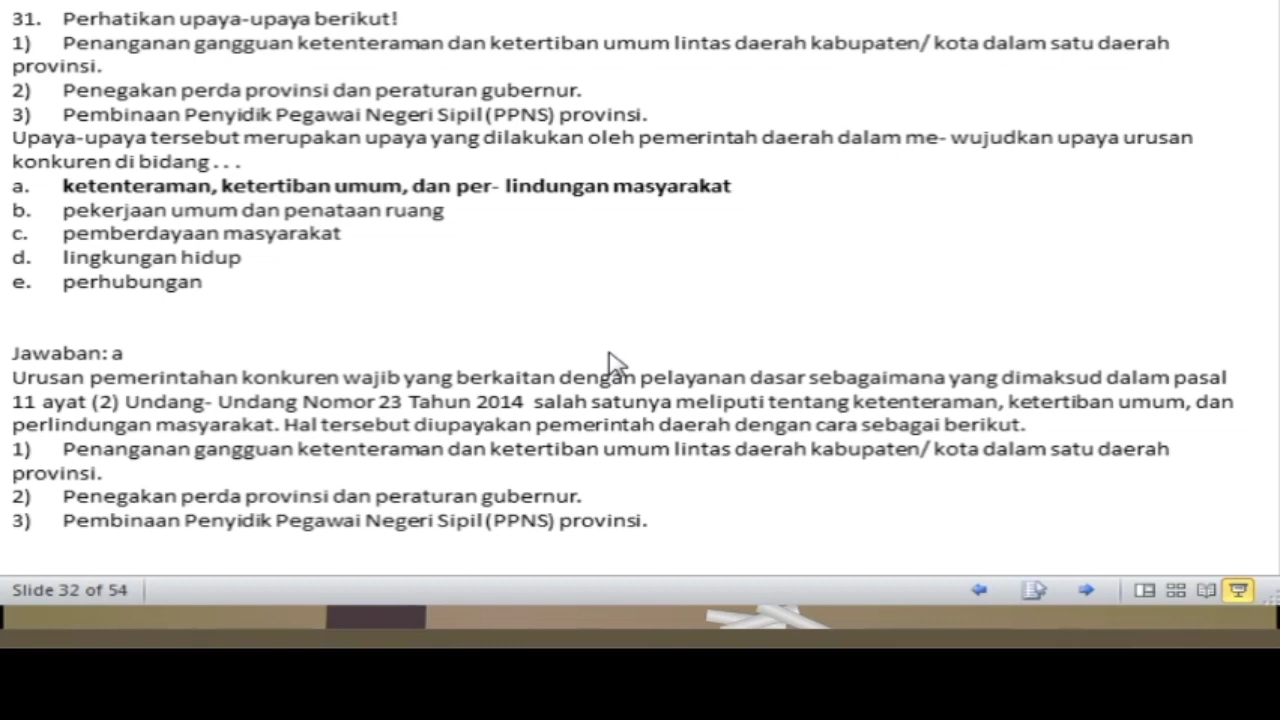 31. Perhatikan upaya-upaya berikut!
1) Penanganan gangguan ketenteraman dan ketertiban umum lintas daerah kabupaten/ kota dalam satu daerah
provinsi.
2) Penegakan perda provinsi dan peraturan gubernur.
3) Pembinaan Penyidik Pegawai Negeri Sipil (PPNS) provinsi.
Upaya-upaya tersebut merupakan upaya yang dilakukan oleh pemerintah daerah dalam me- wujudkan upaya urusan
konkuren di bidang . . .
a. ketenteraman, ketertiban umum, dan per- lindungan masyarakat
b. pekerjaan umum dan penataan ruang
c. pemberdayaan masyarakat
d. lingkungan hidup
e. perhubungan
Jawaban: a
Urusan pemerintahan konkuren wajib yang berkaitan dengan pelayanan dasar sebagaimana yang dimaksud dalam pasal
11 ayat (2) Undang- Undang Nomor 23 Tahun 2014 salah satunya meliputi tentang ketenteraman, ketertiban umum, dan
perlindungan masyarakat. Hal tersebut diupayakan pemerintah daerah dengan cara sebagai berikut.
1) Penanganan gangguan ketenteraman dan ketertiban umum lintas daerah kabupaten/ kota dalam satu daerah
provinsi.
2) Penegakan perda provinsi dan peraturan gubernur.
3) Pembinaan Penyidik Pegawai Negeri Sipil (PPNS) provinsi.
Slide 32 of 54